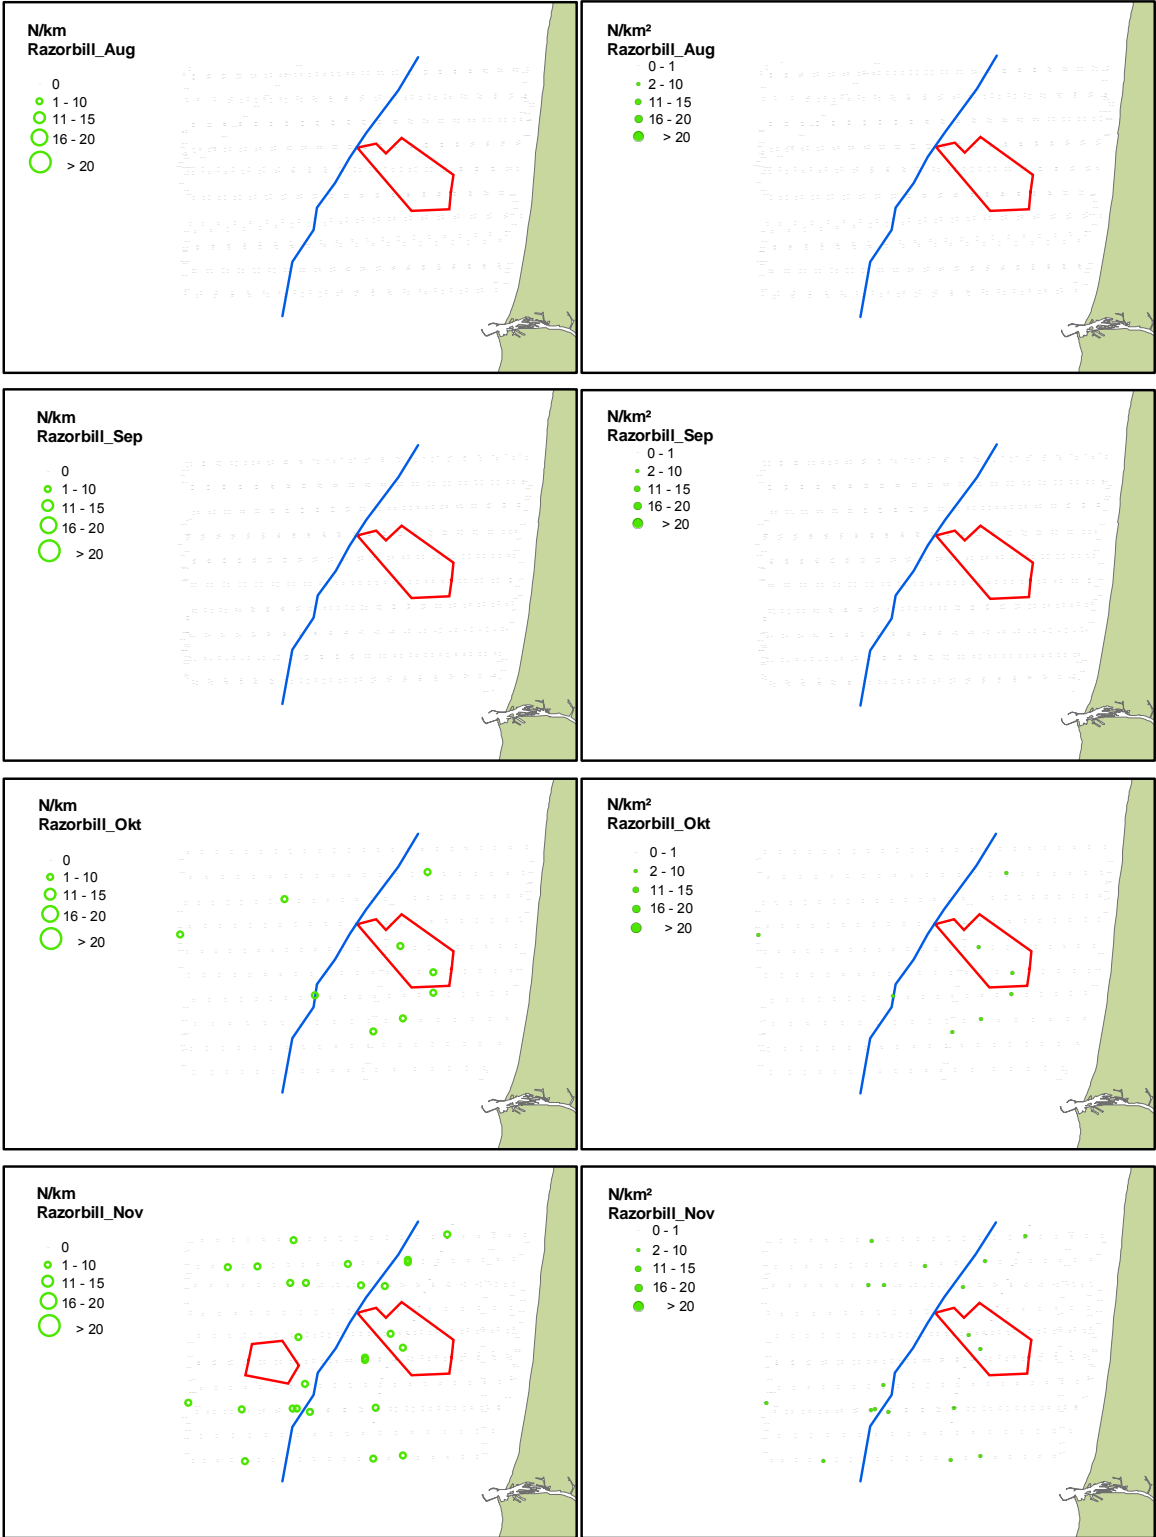 N/km
Razorbill_Aug
0
1 - 10
11 - 15
16 - 20
> 20
N/km²
Razorbill_Aug
0 - 1
2 - 10
11 - 15
16 - 20
> 20
N/km
Razorbill_Sep
0
1 - 10
11 - 15
16 - 20
> 20
N/km²
Razorbill_Sep
0 - 1
2 - 10
11 - 15
16 - 20
> 20
N/km
Razorbill_Okt
0
1 - 10
11 - 15
16 - 20
> 20
N/km²
Razorbill_Okt
0 - 1
2 - 10
11 - 15
16 - 20
> 20
N/km
Razorbill_Nov
0
1 - 10
11 - 15
16 - 20
> 20
N/km²
Razorbill_Nov
0 - 1
2 - 10
11 - 15
16 - 20
> 20